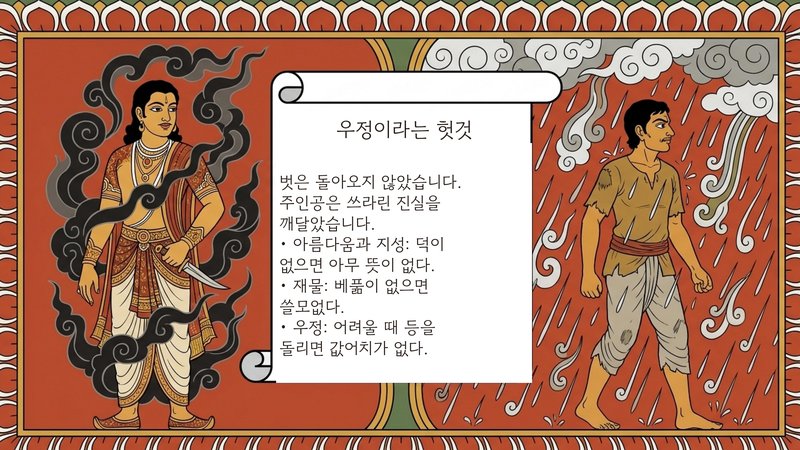 우정이라는 헛것
벗은 돌아오지 않았습니다.
주인공은 쓰라린 진실을
깨달았습니다.
• 아름다움과 지성: 덕이
없으면 아무 뜻이 없다.
• 재물: 베풂이 없으면
쓸모없다.
• 우정: 어려울 때 등을
돌리면 값어치가 없다.